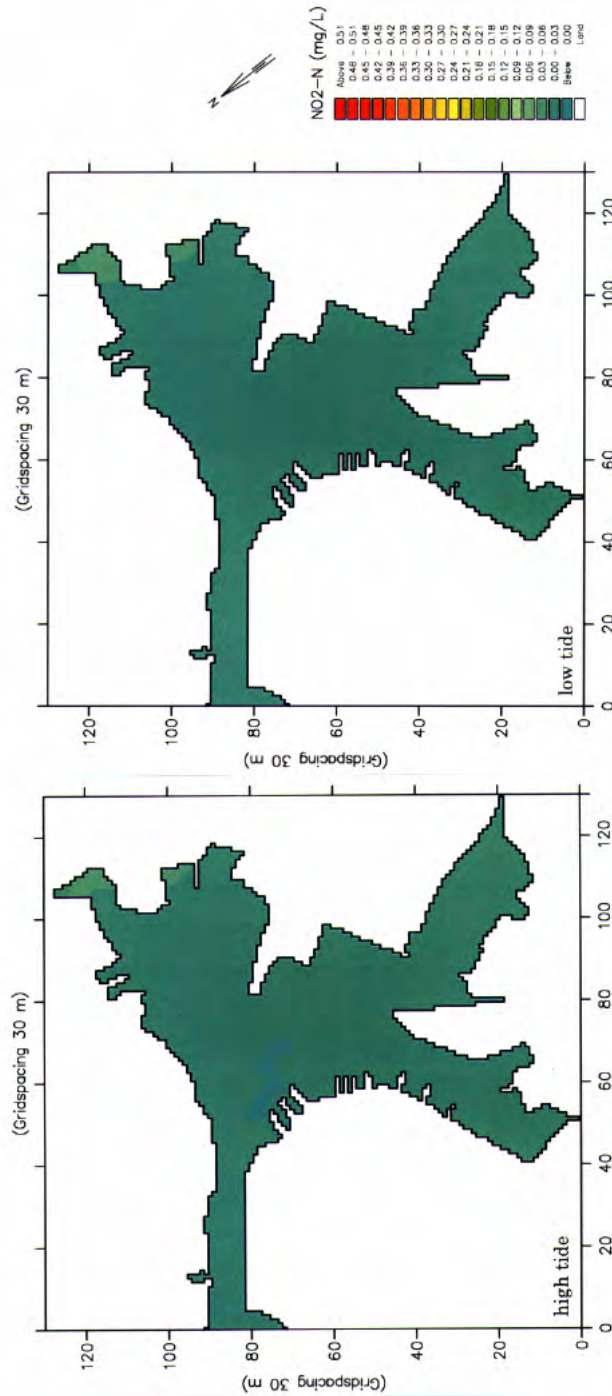 (Gridspacing 30 m)
120
100
80
60
40
20
0
(Gridspacing 30 m)
low tide
0
20
40
60
80
100
120
N
NO2-N (mg/L)
Above 0.51
0.48 - 0.51
0.45 - 0.48
0.42 - 0.45
0.39 - 0.42
0.36 - 0.39
0.33 - 0.36
0.30 - 0.33
0.27 - 0.30
0.24 - 0.27
0.21 - 0.24
0.18 - 0.21
0.15 - 0.18
0.12 - 0.15
0.09 - 0.12
0.06 - 0.09
0.03 - 0.06
0.00 - 0.03
Below 0.00
Land
(Gridspacing 30 m)
120
100
80
60
40
20
0
(Gridspacing 30 m)
high tide
0
20
40
60
80
100
120